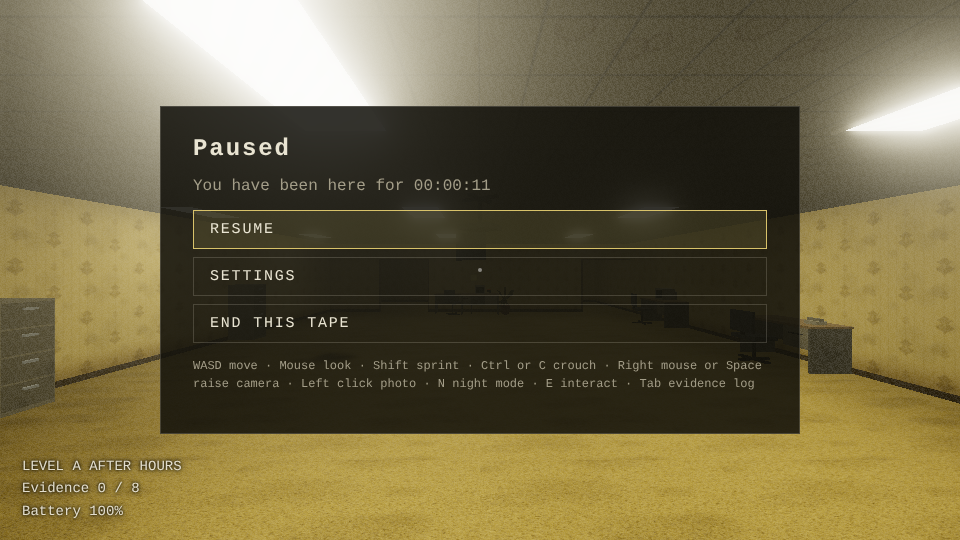 Paused
You have been here for 00:00:11
RESUME
SETTINGS
END THIS TAPE
WASD move · Mouse look · Shift sprint · Ctrl or C crouch · Right mouse or Space
raise camera · Left click photo · N night mode · E interact · Tab evidence log
LEVEL A AFTER HOURS
Evidence 0 / 8
Battery 100%